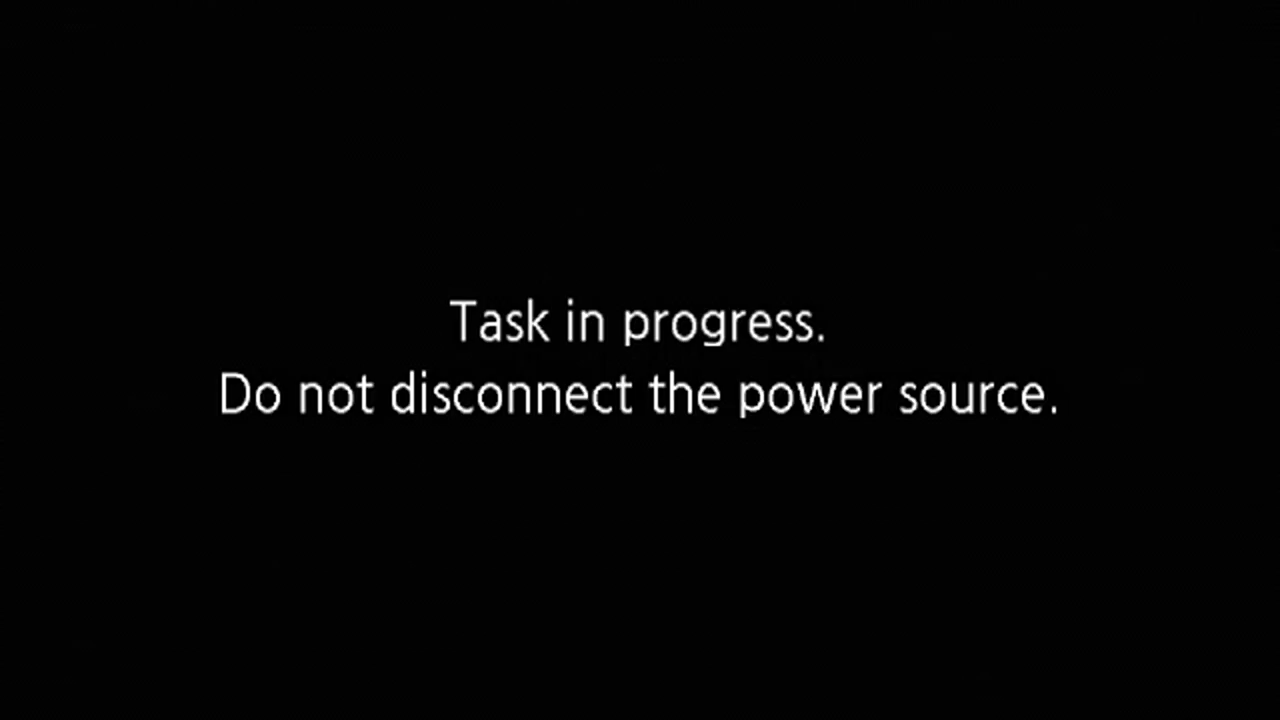 Task in progress.
Do not disconnect the power source.